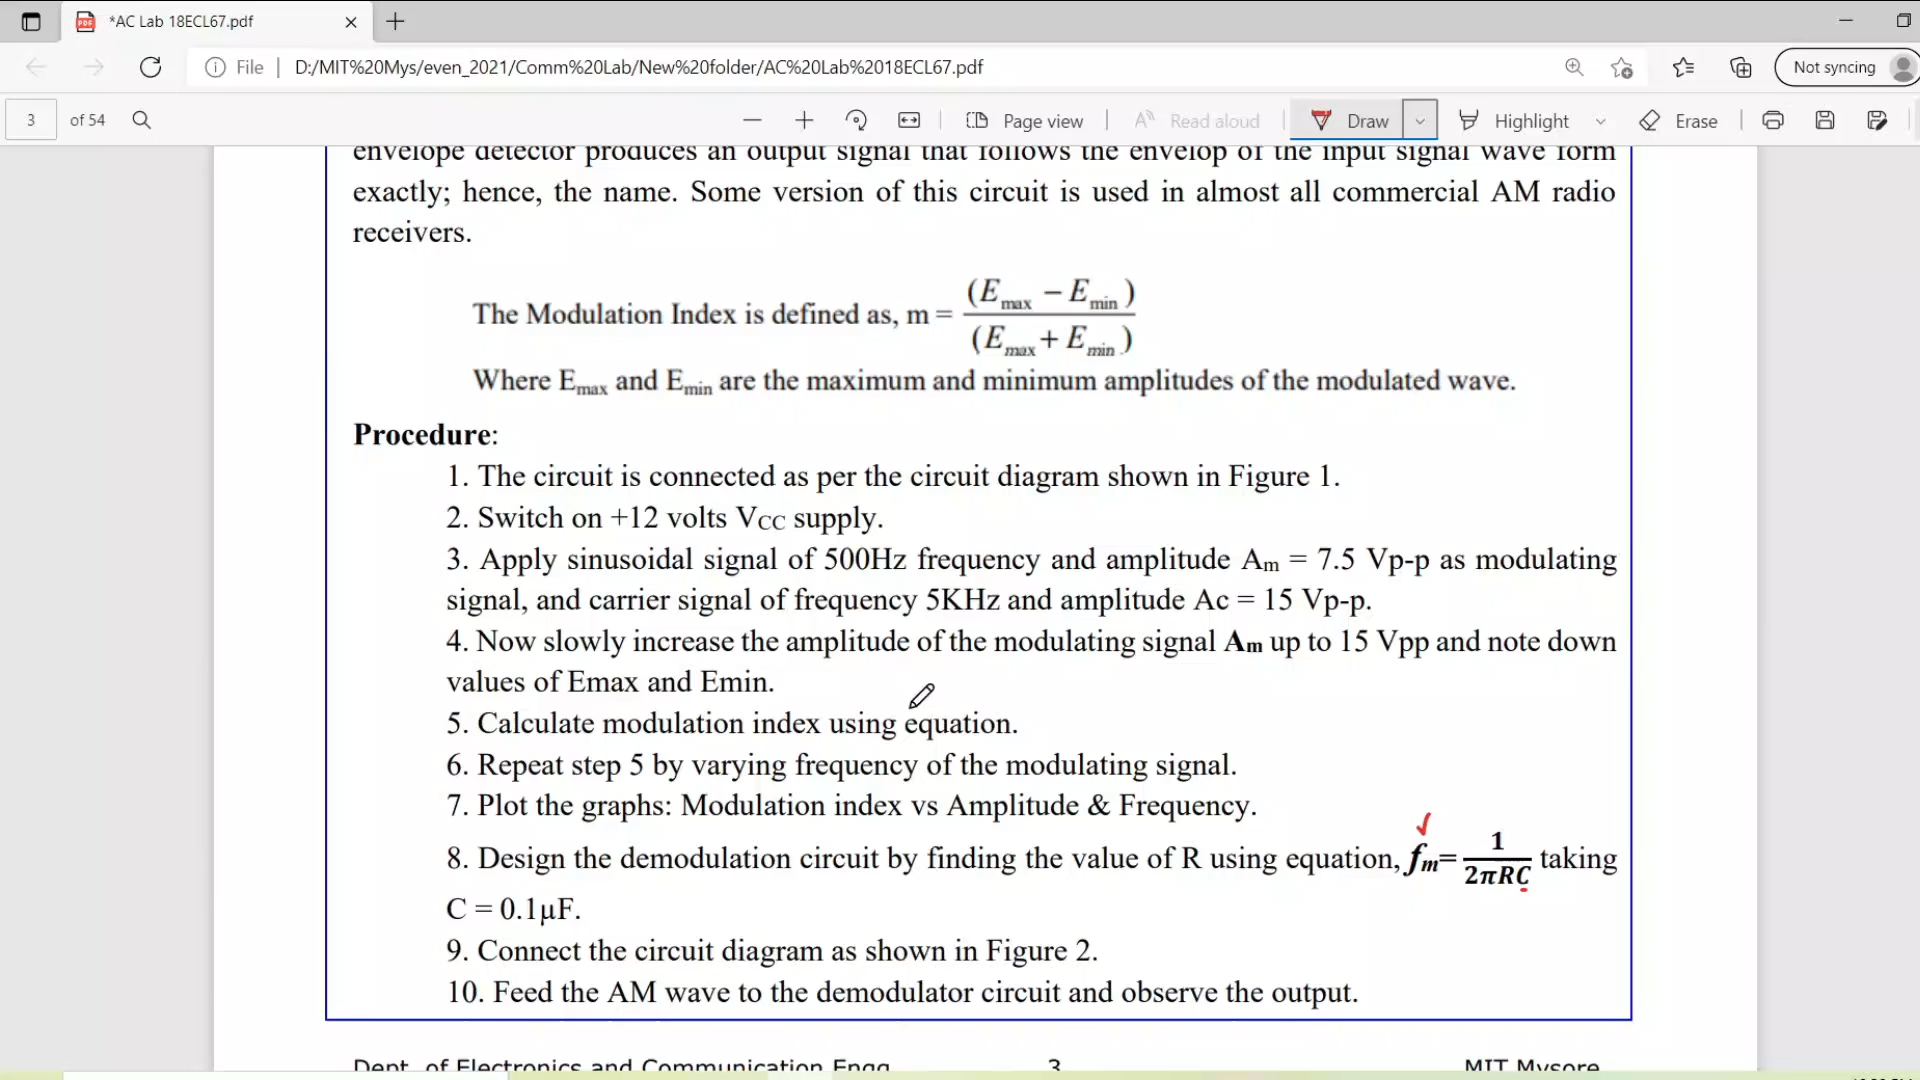 *AC Lab 18ECL67.pdf
File | D:/MIT%20Mys/even_2021/Comm%20Lab/New%20folder/AC%20Lab%2018ECL67.pdf
Not syncing
3 of 54
Page view
Read aloud
Draw
Highlight
Erase
envelope detector produces an output signal that follows the envelop of the input signal wave form
exactly; hence, the name. Some version of this circuit is used in almost all commercial AM radio
receivers.
The Modulation Index is defined as, m = (Emax − Emin) / (Emax + Emin)
Where Emax and Emin are the maximum and minimum amplitudes of the modulated wave.
Procedure:
1. The circuit is connected as per the circuit diagram shown in Figure 1.
2. Switch on +12 volts VCC supply.
3. Apply sinusoidal signal of 500Hz frequency and amplitude Am = 7.5 Vp-p as modulating
signal, and carrier signal of frequency 5KHz and amplitude Ac = 15 Vp-p.
4. Now slowly increase the amplitude of the modulating signal Am up to 15 Vpp and note down
values of Emax and Emin.
5. Calculate modulation index using equation.
6. Repeat step 5 by varying frequency of the modulating signal.
7. Plot the graphs: Modulation index vs Amplitude & Frequency.
8. Design the demodulation circuit by finding the value of R using equation, fm= 1 / 2πRC taking
C = 0.1µF.
9. Connect the circuit diagram as shown in Figure 2.
10. Feed the AM wave to the demodulator circuit and observe the output.
Dept. of Electronics and Communication Engg 3 MIT Mysore